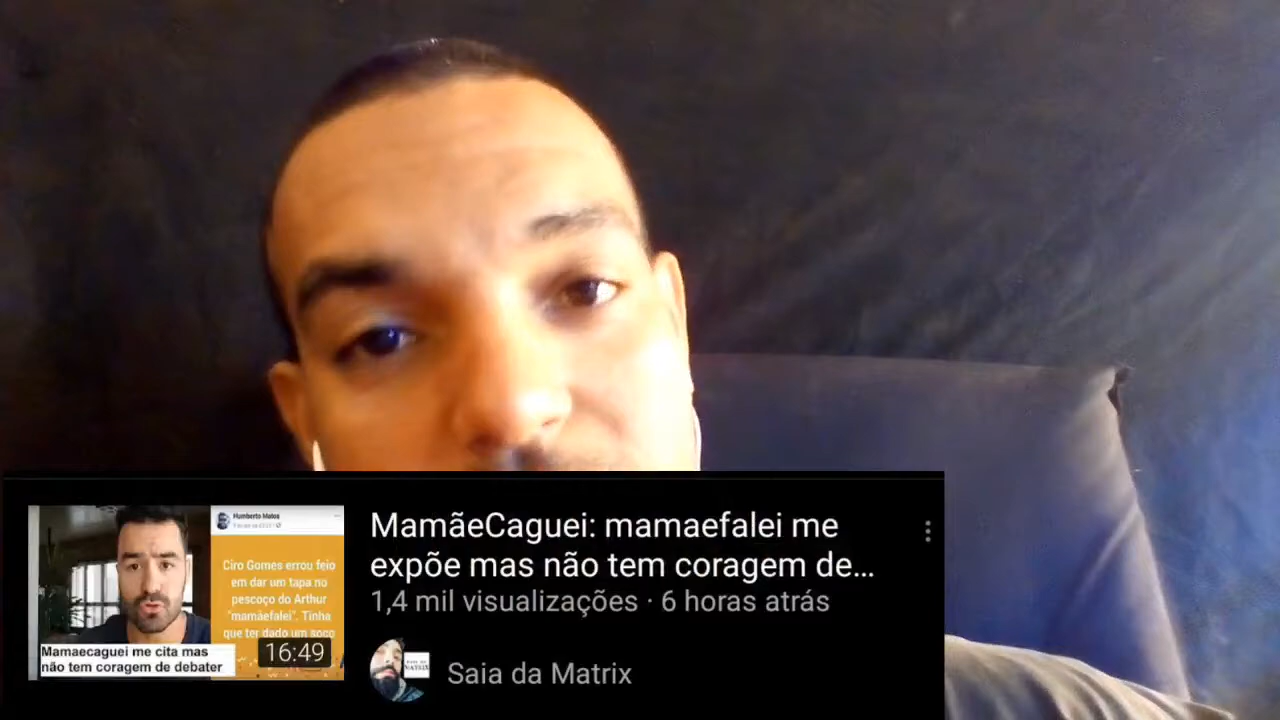 Humberto Matos
Ciro Gomes errou feio
em dar um tapa no
pescoço do Arthur
"mamãefalei". Tinha
que ter dado um soco
Mamaecaguei me cita mas
não tem coragem de debater
16:49
MamãeCaguei: mamaefalei me
expõe mas não tem coragem de...
1,4 mil visualizações · 6 horas atrás
MATRIX
Saia da Matrix